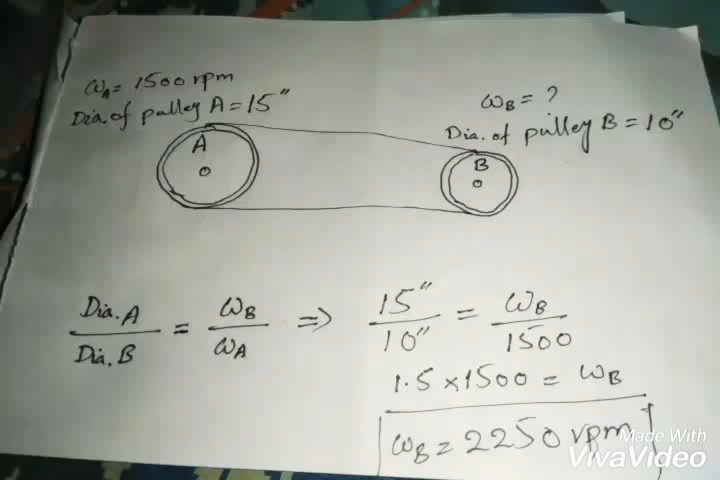 ωA = 1500 rpm
Dia. of pulley A = 15"
ωB = ?
Dia. of pulley B = 10"
A
B
Dia. A / Dia. B = ωB / ωA ⇒ 15" / 10" = ωB / 1500
1.5 × 1500 = ωB
ωB = 2250 rpm
Made With
VivaVideo